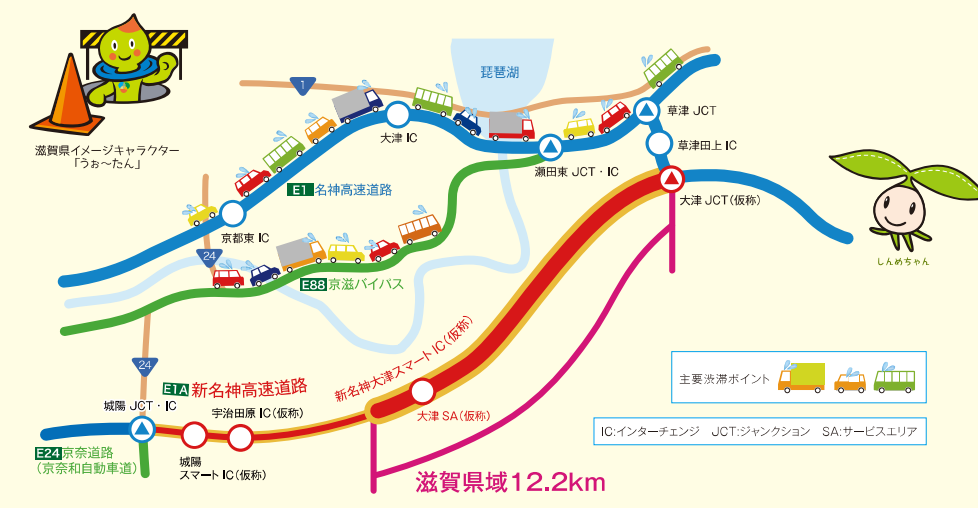 1
琵琶湖
草津 JCT
大津 IC
草津田上 IC
滋賀県イメージキャラクター
「うぉ〜たん」
瀬田東 JCT・IC
E1 名神高速道路
大津 JCT(仮称)
京都東 IC
しんめちゃん
24
E88 京滋バイパス
新名神大津スマートIC(仮称)
24
主要渋滞ポイント
E1A 新名神高速道路
城陽 JCT・IC
宇治田原 IC(仮称)
大津 SA(仮称)
IC:インターチェンジ JCT:ジャンクション SA:サービスエリア
E24 京奈道路
(京奈和自動車道)
城陽
スマート IC(仮称)
滋賀県域12.2km